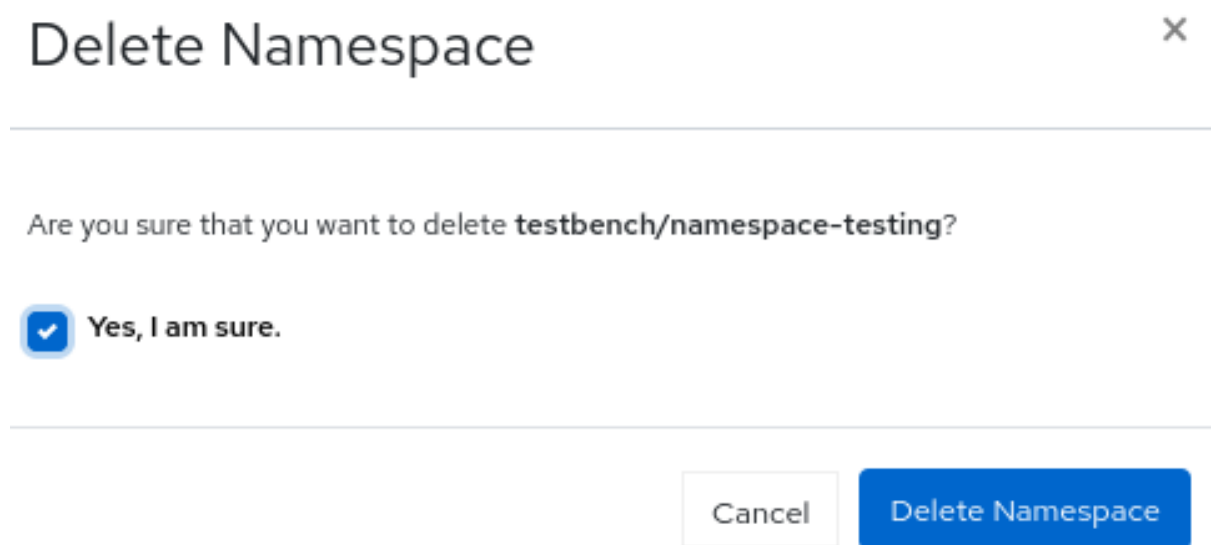 Delete Namespace
Are you sure that you want to delete testbench/namespace-testing?
Yes, I am sure.
Cancel
Delete Namespace